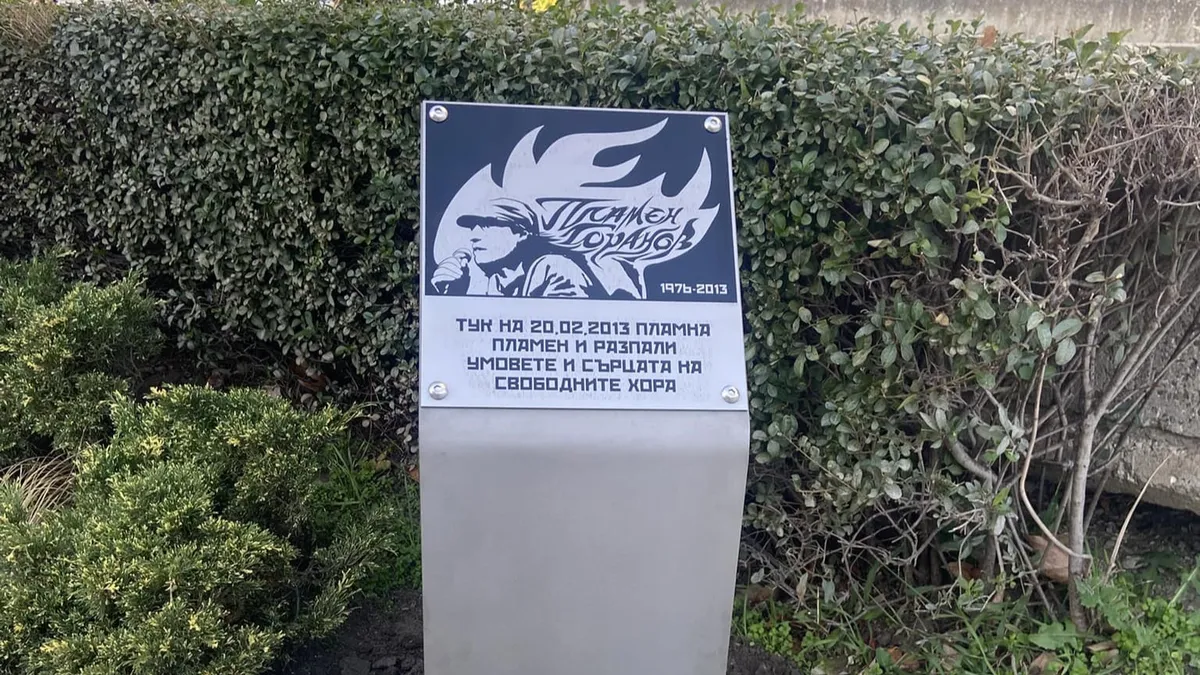 Пламен
Горанов
1976-2013
ТУК НА 20.02.2013 ПЛАМНА
ПЛАМЕН И РАЗПАЛИ
УМОВЕТЕ И СЪРЦАТА НА
СВОБОДНИТЕ ХОРА